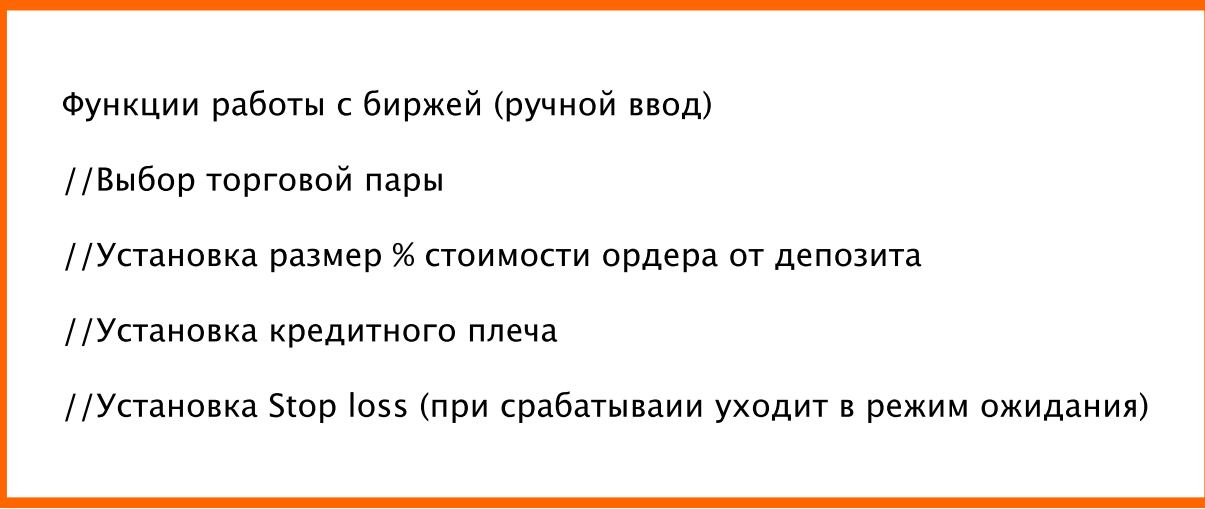 Функции работы с биржей (ручной ввод)
//Выбор торговой пары
//Установка размер % стоимости ордера от депозита
//Установка кредитного плеча
//Установка Stop loss (при срабатываии уходит в режим ожидания)